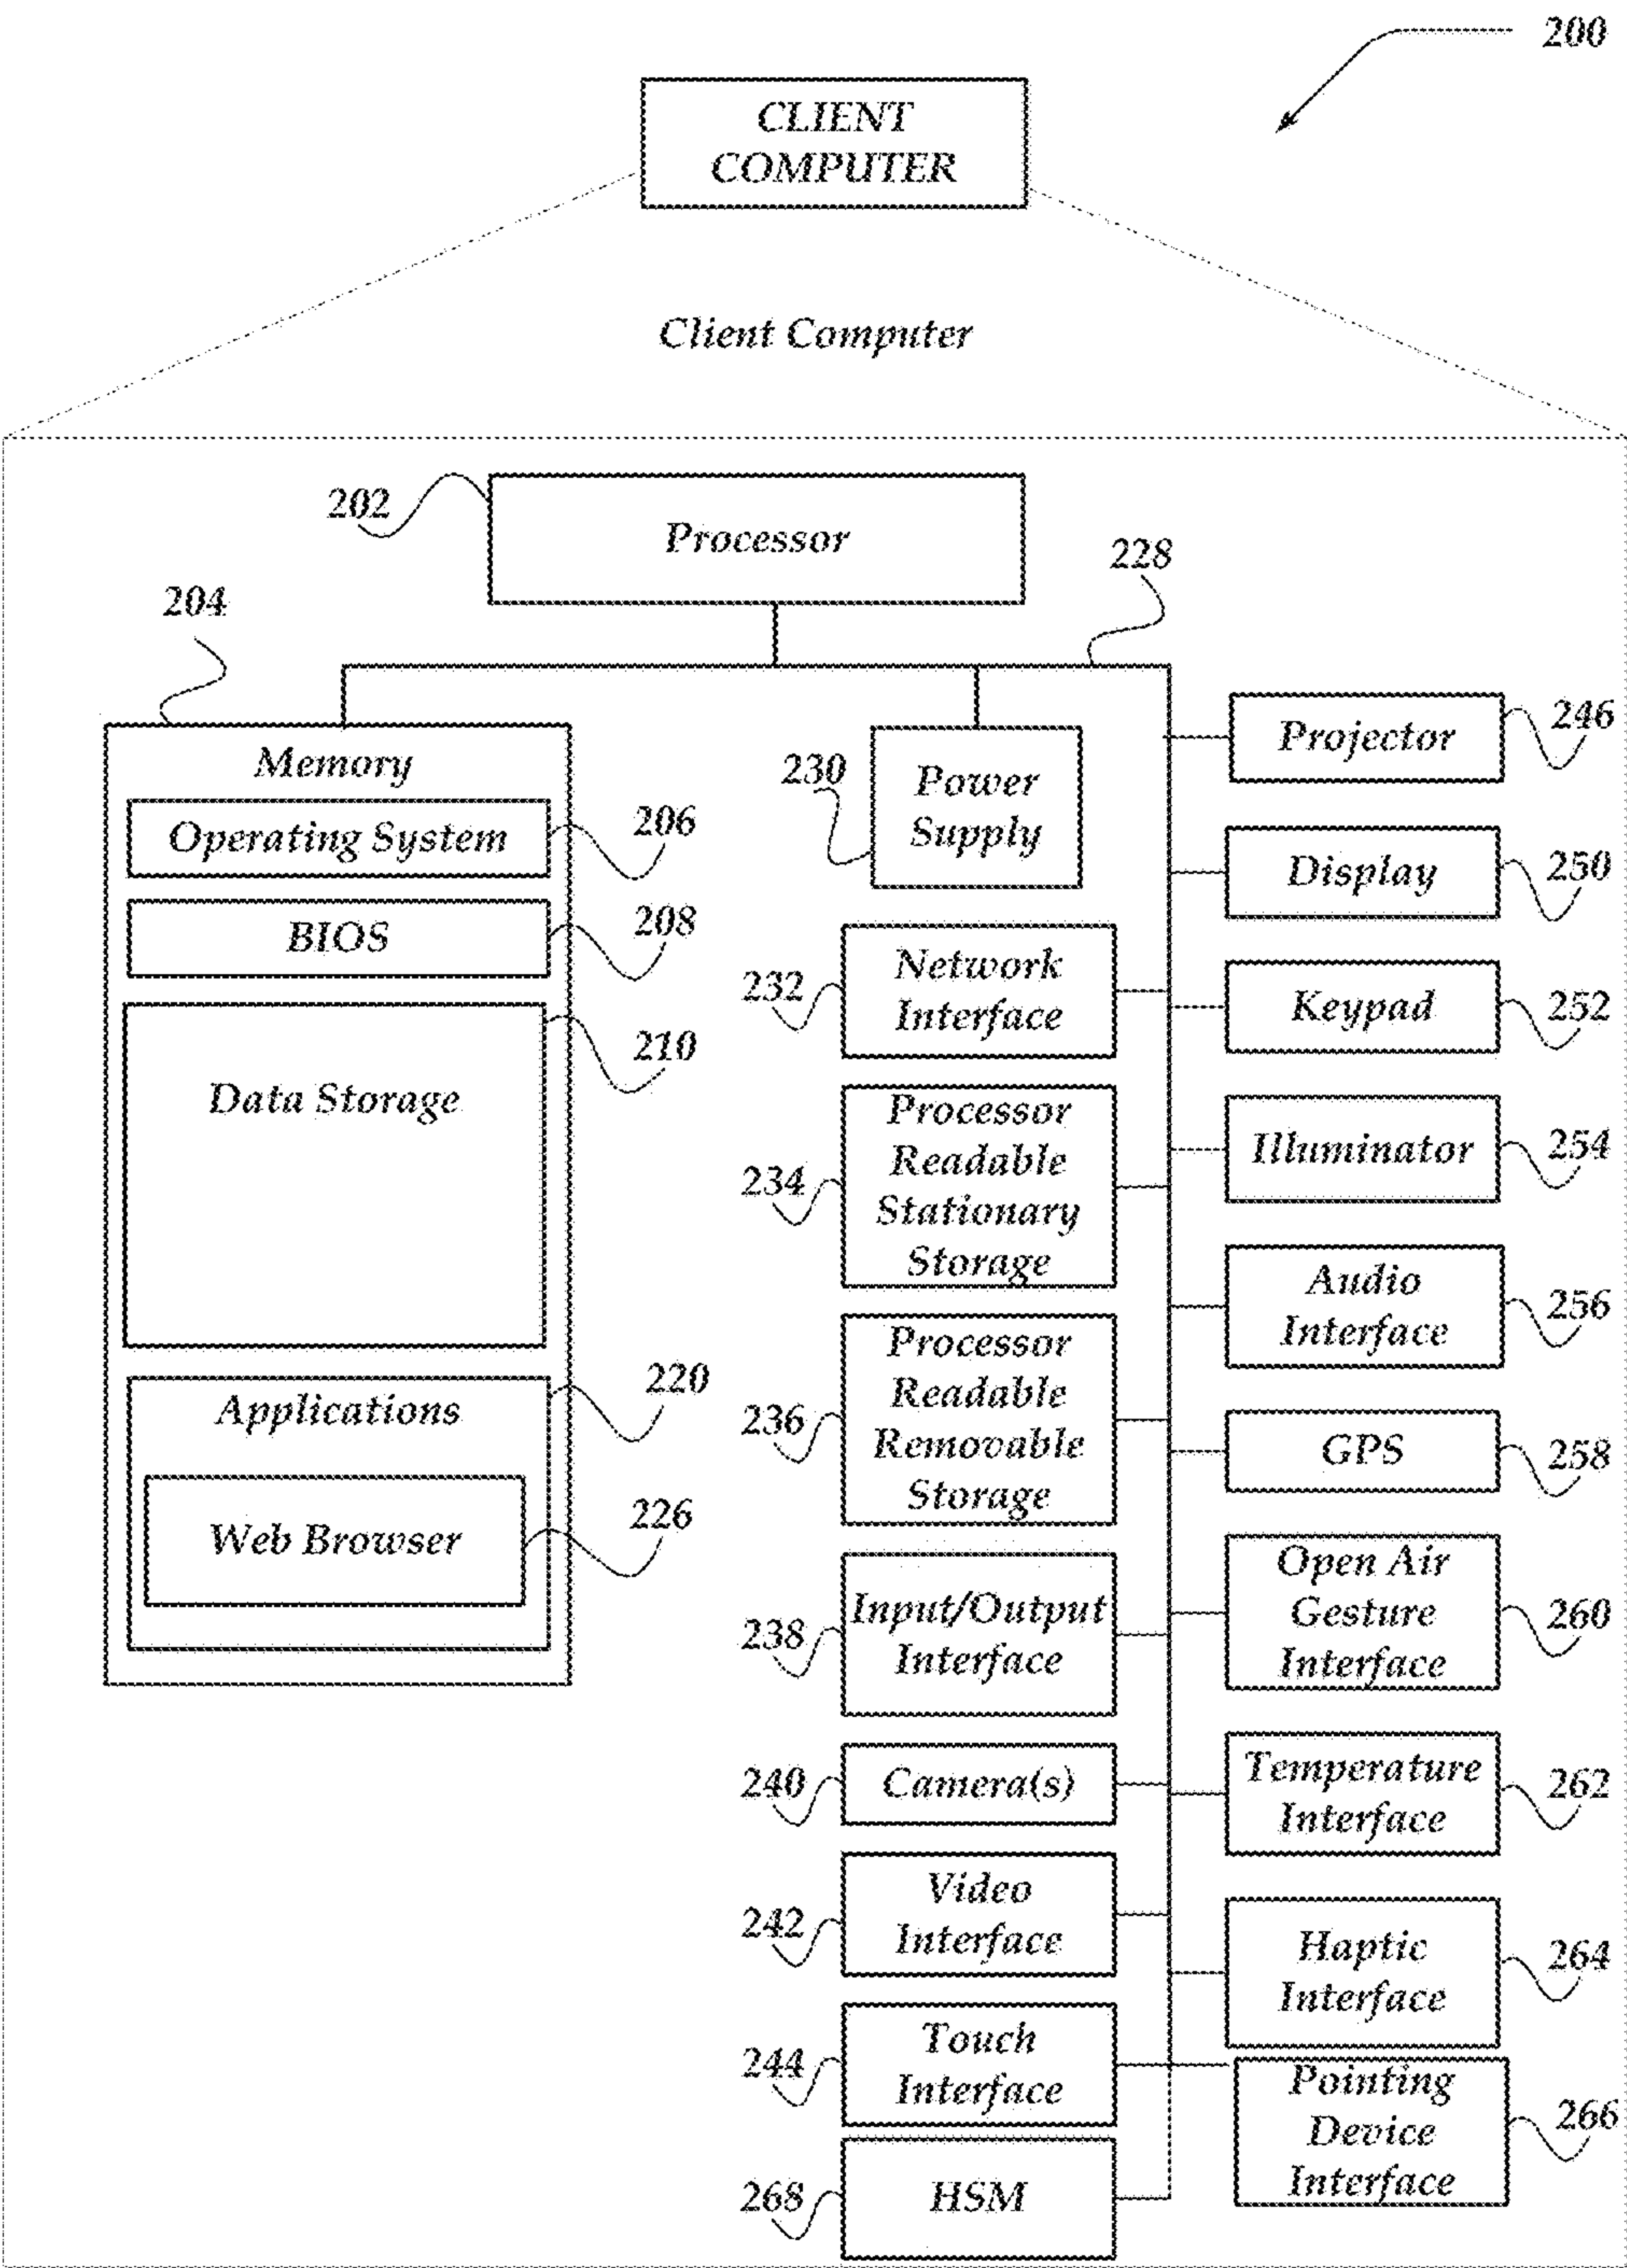 200
CLIENT
COMPUTER
Client Computer
202
Processor
228
204
Memory
Operating System
206
BIOS
208
Data Storage
210
Applications
220
Web Browser
226
230
Power
Supply
232
Network
Interface
234
Processor
Readable
Stationary
Storage
236
Processor
Readable
Removable
Storage
238
Input/Output
Interface
240
Camera(s)
242
Video
Interface
244
Touch
Interface
268
HSM
Projector
246
Display
250
Keypad
252
Illuminator
254
Audio
Interface
256
GPS
258
Open Air
Gesture
Interface
260
Temperature
Interface
262
Haptic
Interface
264
Pointing
Device
Interface
266